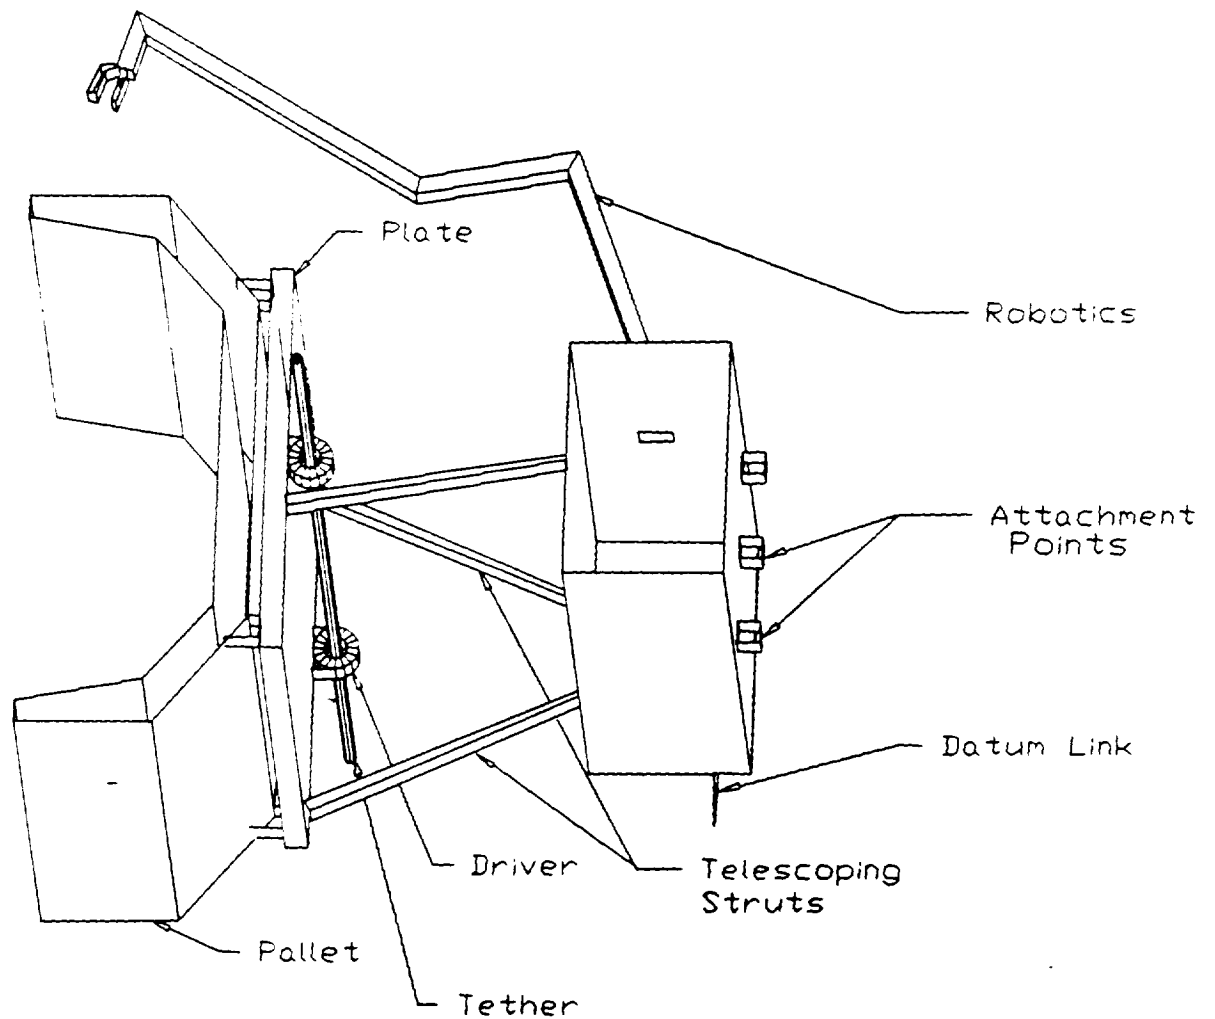 Plate
Robotics
Attachment
Points
Datum Link
Driver
Telescoping
Struts
Pallet
Tether